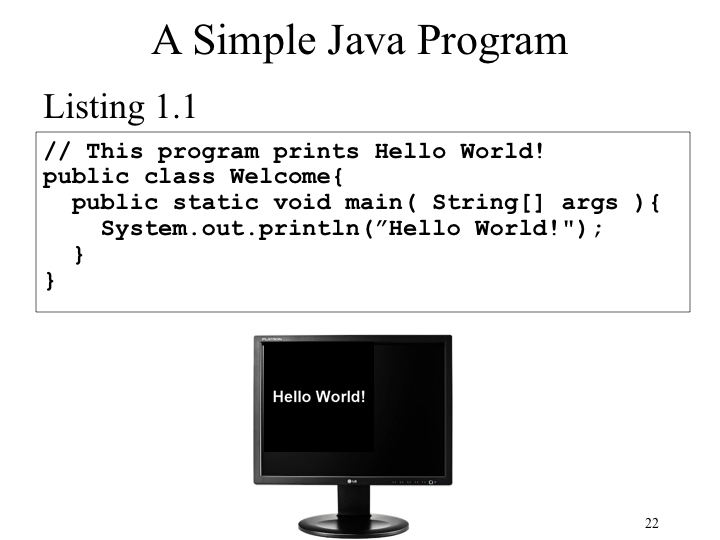 A Simple Java Program
Listing 1.1
// This program prints Hello World!
public class Welcome{
  public static void main( String[] args ){
    System.out.println(”Hello World!");
  }
}
Hello World!
LG
22